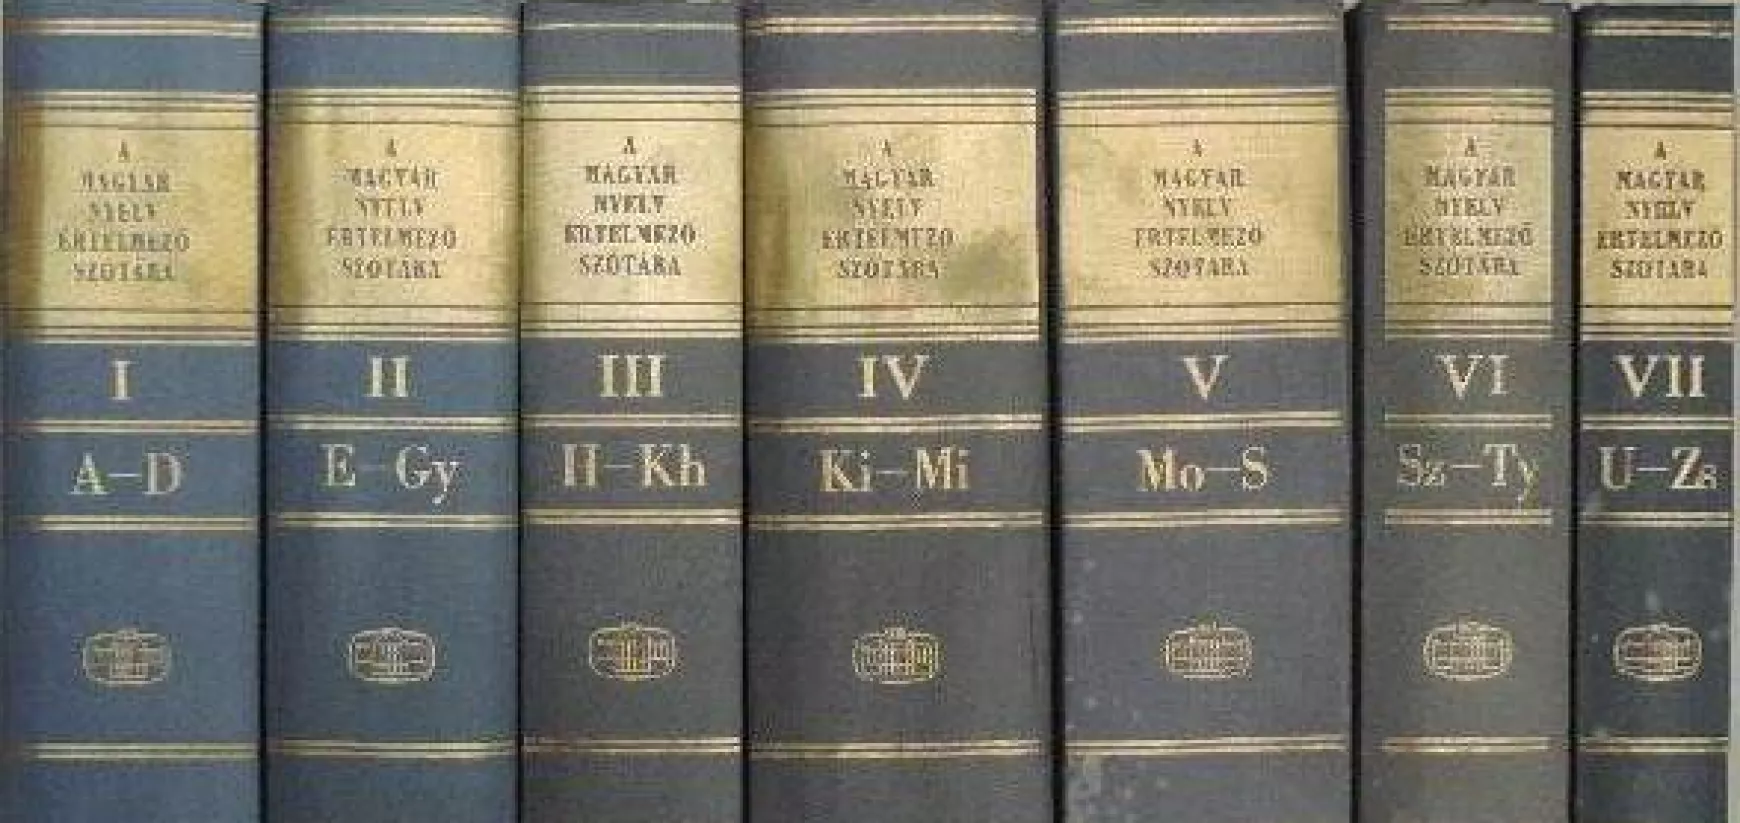 A
MAGYAR
NYELV
ÉRTELMEZŐ
SZÓTÁRA
I
A–D
A
MAGYAR
NYELV
ÉRTELMEZŐ
SZÓTÁRA
II
E–Gy
A
MAGYAR
NYELV
ÉRTELMEZŐ
SZÓTÁRA
III
H–Kh
A
MAGYAR
NYELV
ÉRTELMEZŐ
SZÓTÁRA
IV
Ki–Mi
A
MAGYAR
NYELV
ÉRTELMEZŐ
SZÓTÁRA
V
Mo–S
A
MAGYAR
NYELV
ÉRTELMEZŐ
SZÓTÁRA
VI
Sz–Ty
A
MAGYAR
NYELV
ÉRTELMEZŐ
SZÓTÁRA
VII
U–Zs